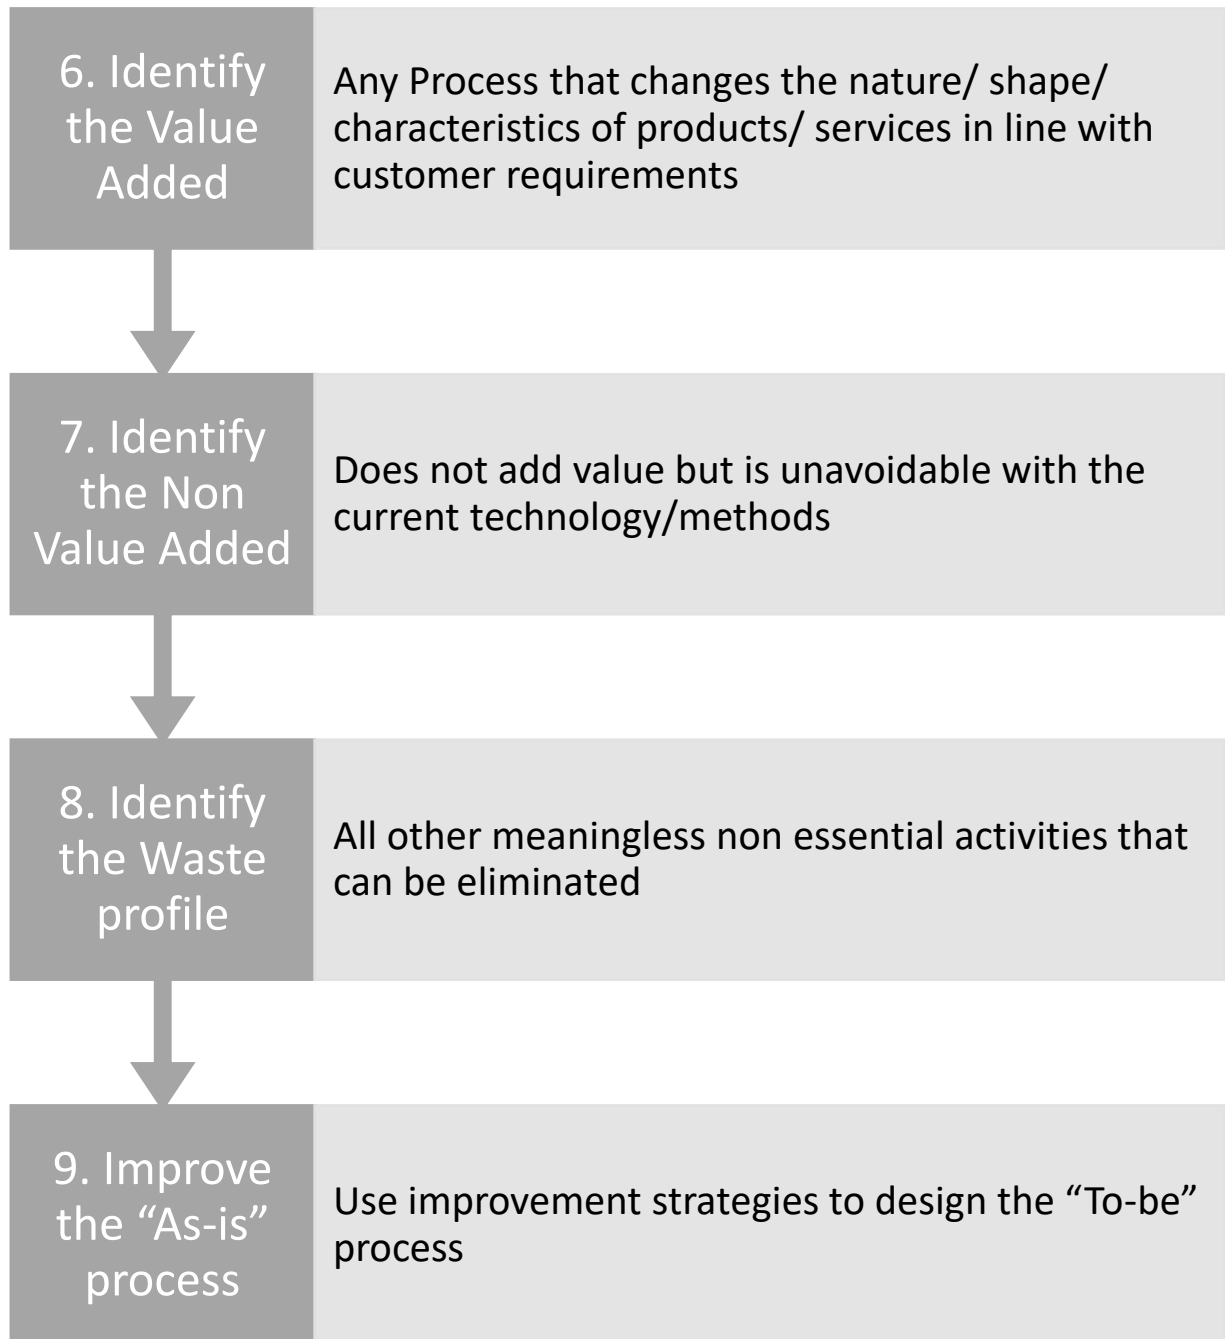 6. Identify
the Value
Added
Any Process that changes the nature/ shape/
characteristics of products/ services in line with
customer requirements
7. Identify
the Non
Value Added
Does not add value but is unavoidable with the
current technology/methods
8. Identify
the Waste
profile
All other meaningless non essential activities that
can be eliminated
9. Improve
the “As-is”
process
Use improvement strategies to design the “To-be”
process